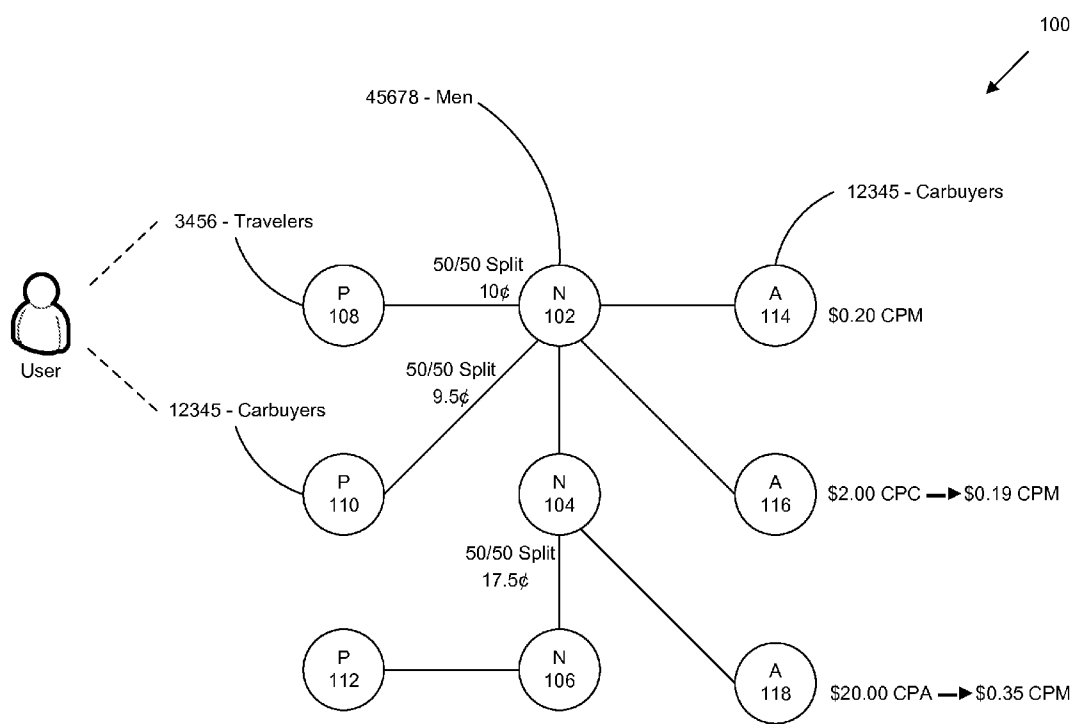 100
45678 - Men
12345 - Carbuyers
3456 - Travelers
50/50 Split
10¢
P
108
N
102
A
114
$0.20 CPM
User
50/50 Split
9.5¢
12345 - Carbuyers
P
110
N
104
A
116
$2.00 CPC $0.19 CPM
50/50 Split
17.5¢
P
112
N
106
A
118
$20.00 CPA $0.35 CPM